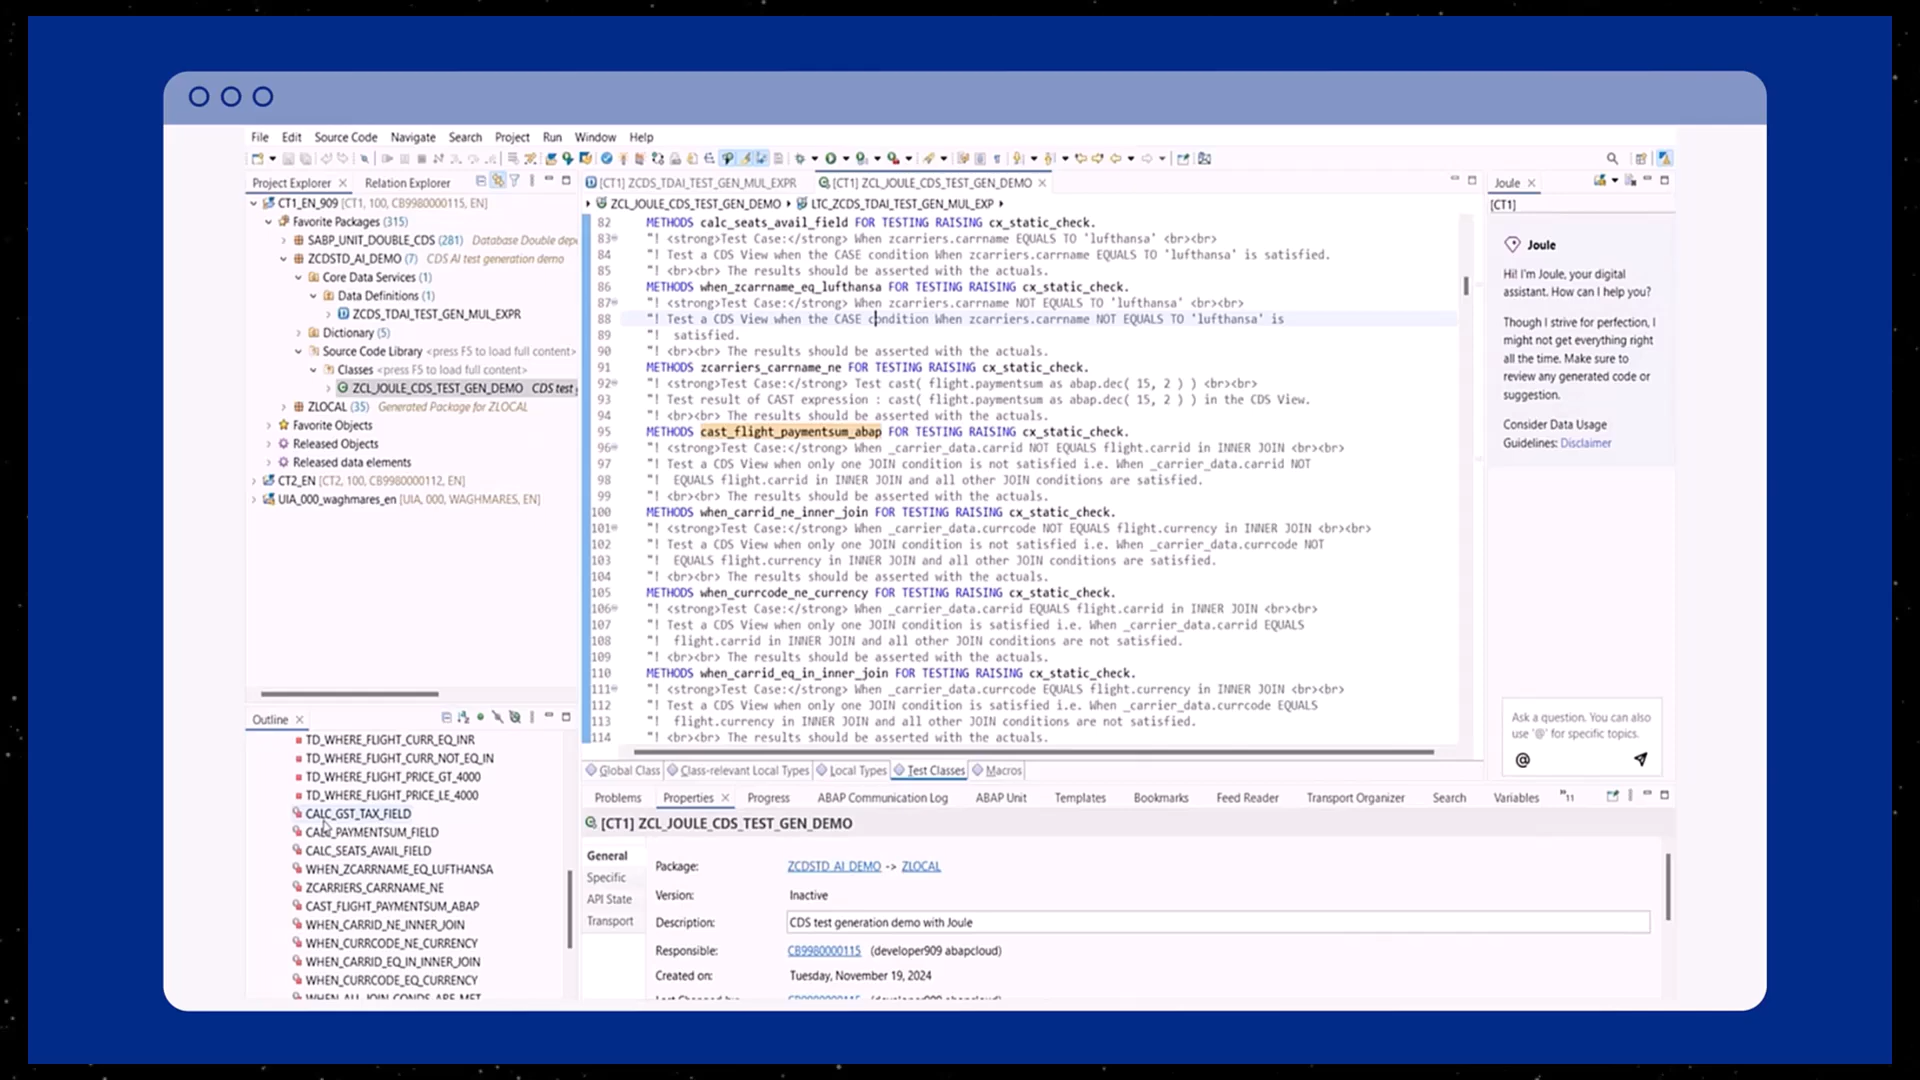 File Edit Source Code Navigate Search Project Run Window Help
Project Explorer
Relation Explorer
CT1_EN_909 [CT1, 100, CB9980000115, EN]
Favorite Packages (315)
SABP_UNIT_DOUBLE_CDS (281) Database Double depe
ZCDSTD_AI_DEMO (7) CDS AI test generation demo
Core Data Services (1)
Data Definitions (1)
ZCDS_TDAI_TEST_GEN_MUL_EXPR
Dictionary (5)
Source Code Library <press F5 to load full content>
Classes <press F5 to load full content>
ZCL_JOULE_CDS_TEST_GEN_DEMO CDS test
ZLOCAL (35) Generated Package for ZLOCAL
Favorite Objects
Released Objects
Released data elements
CT2_EN [CT2, 100, CB9980000112, EN]
UIA_000_waghmares_en [UIA, 000, WAGHMARES, EN]
Outline
TD_WHERE_FLIGHT_CURR_EQ_INR
TD_WHERE_FLIGHT_CURR_NOT_EQ_IN
TD_WHERE_FLIGHT_PRICE_GT_4000
TD_WHERE_FLIGHT_PRICE_LE_4000
CALC_GST_TAX_FIELD
CALC_PAYMENTSUM_FIELD
CALC_SEATS_AVAIL_FIELD
WHEN_ZCARRNAME_EQ_LUFTHANSA
ZCARRIERS_CARRNAME_NE
CAST_FLIGHT_PAYMENTSUM_ABAP
WHEN_CARRID_NE_INNER_JOIN
WHEN_CURRCODE_NE_CURRENCY
WHEN_CARRID_EQ_IN_INNER_JOIN
WHEN_CURRCODE_EQ_CURRENCY
WHEN_ALL_JOIN_CONDS_ARE_MET
[CT1] ZCDS_TDAI_TEST_GEN_MUL_EXPR
[CT1] ZCL_JOULE_CDS_TEST_GEN_DEMO
ZCL_JOULE_CDS_TEST_GEN_DEMO
LTC_ZCDS_TDAI_TEST_GEN_MUL_EXP
82 METHODS calc_seats_avail_field FOR TESTING RAISING cx_static_check.
83 "! <strong>Test Case:</strong> When zcarriers.carrname EQUALS TO 'lufthansa' <br><br>
84 "! Test a CDS View when the CASE condition When zcarriers.carrname EQUALS TO 'lufthansa' is satisfied.
85 "! <br><br> The results should be asserted with the actuals.
86 METHODS when_zcarrname_eq_lufthansa FOR TESTING RAISING cx_static_check.
87 "! <strong>Test Case:</strong> When zcarriers.carrname NOT EQUALS TO 'lufthansa' <br><br>
88 "! Test a CDS View when the CASE condition When zcarriers.carrname NOT EQUALS TO 'lufthansa' is
89 "! satisfied.
90 "! <br><br> The results should be asserted with the actuals.
91 METHODS zcarriers_carrname_ne FOR TESTING RAISING cx_static_check.
92 "! <strong>Test Case:</strong> Test cast( flight.paymentsum as abap.dec( 15, 2 ) ) <br><br>
93 "! Test result of CAST expression : cast( flight.paymentsum as abap.dec( 15, 2 ) ) in the CDS View.
94 "! <br><br> The results should be asserted with the actuals.
95 METHODS cast_flight_paymentsum_abap FOR TESTING RAISING cx_static_check.
96 "! <strong>Test Case:</strong> When _carrier_data.carrid NOT EQUALS flight.carrid in INNER JOIN <br><br>
97 "! Test a CDS View when only one JOIN condition is not satisfied i.e. When _carrier_data.carrid NOT
98 "! EQUALS flight.carrid in INNER JOIN and all other JOIN conditions are satisfied.
99 "! <br><br> The results should be asserted with the actuals.
100 METHODS when_carrid_ne_inner_join FOR TESTING RAISING cx_static_check.
101 "! <strong>Test Case:</strong> When _carrier_data.currcode NOT EQUALS flight.currency in INNER JOIN <br><br>
102 "! Test a CDS View when only one JOIN condition is not satisfied i.e. When _carrier_data.currcode NOT
103 "! EQUALS flight.currency in INNER JOIN and all other JOIN conditions are satisfied.
104 "! <br><br> The results should be asserted with the actuals.
105 METHODS when_currcode_ne_currency FOR TESTING RAISING cx_static_check.
106 "! <strong>Test Case:</strong> When _carrier_data.carrid EQUALS flight.carrid in INNER JOIN <br><br>
107 "! Test a CDS View when only one JOIN condition is satisfied i.e. When _carrier_data.carrid EQUALS
108 "! flight.carrid in INNER JOIN and all other JOIN conditions are not satisfied.
109 "! <br><br> The results should be asserted with the actuals.
110 METHODS when_carrid_eq_in_inner_join FOR TESTING RAISING cx_static_check.
111 "! <strong>Test Case:</strong> When _carrier_data.currcode EQUALS flight.currency in INNER JOIN <br><br>
112 "! Test a CDS View when only one JOIN condition is satisfied i.e. When _carrier_data.currcode EQUALS
113 "! flight.currency in INNER JOIN and all other JOIN conditions are not satisfied.
114 "! <br><br> The results should be asserted with the actuals.
Global Class Class-relevant Local Types Local Types Test Classes Macros
Problems Properties Progress ABAP Communication Log ABAP Unit Templates Bookmarks Feed Reader Transport Organizer Search Variables 11
[CT1] ZCL_JOULE_CDS_TEST_GEN_DEMO
General
Specific
API State
Transport
Package: ZCDSTD_AI_DEMO -> ZLOCAL
Version: Inactive
Description: CDS test generation demo with Joule
Responsible: CB9980000115 (developer909 abapcloud)
Created on: Tuesday, November 19, 2024
Joule
[CT1]
Joule
Hi! I'm Joule, your digital
assistant. How can I help you?
Though I strive for perfection, I
might not get everything right
all the time. Make sure to
review any generated code or
suggestion.
Consider Data Usage
Guidelines: Disclaimer
Ask a question. You can also
use '@' for specific topics.
@